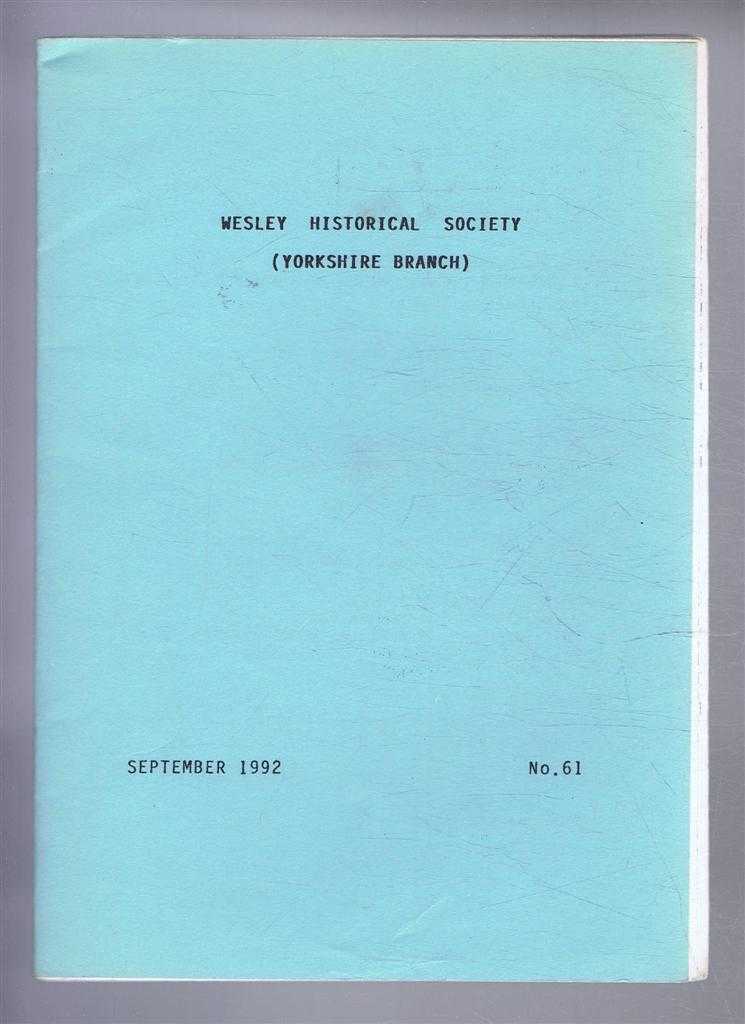 WESLEY HISTORICAL SOCIETY
(YORKSHIRE BRANCH)
SEPTEMBER 1992 No.61